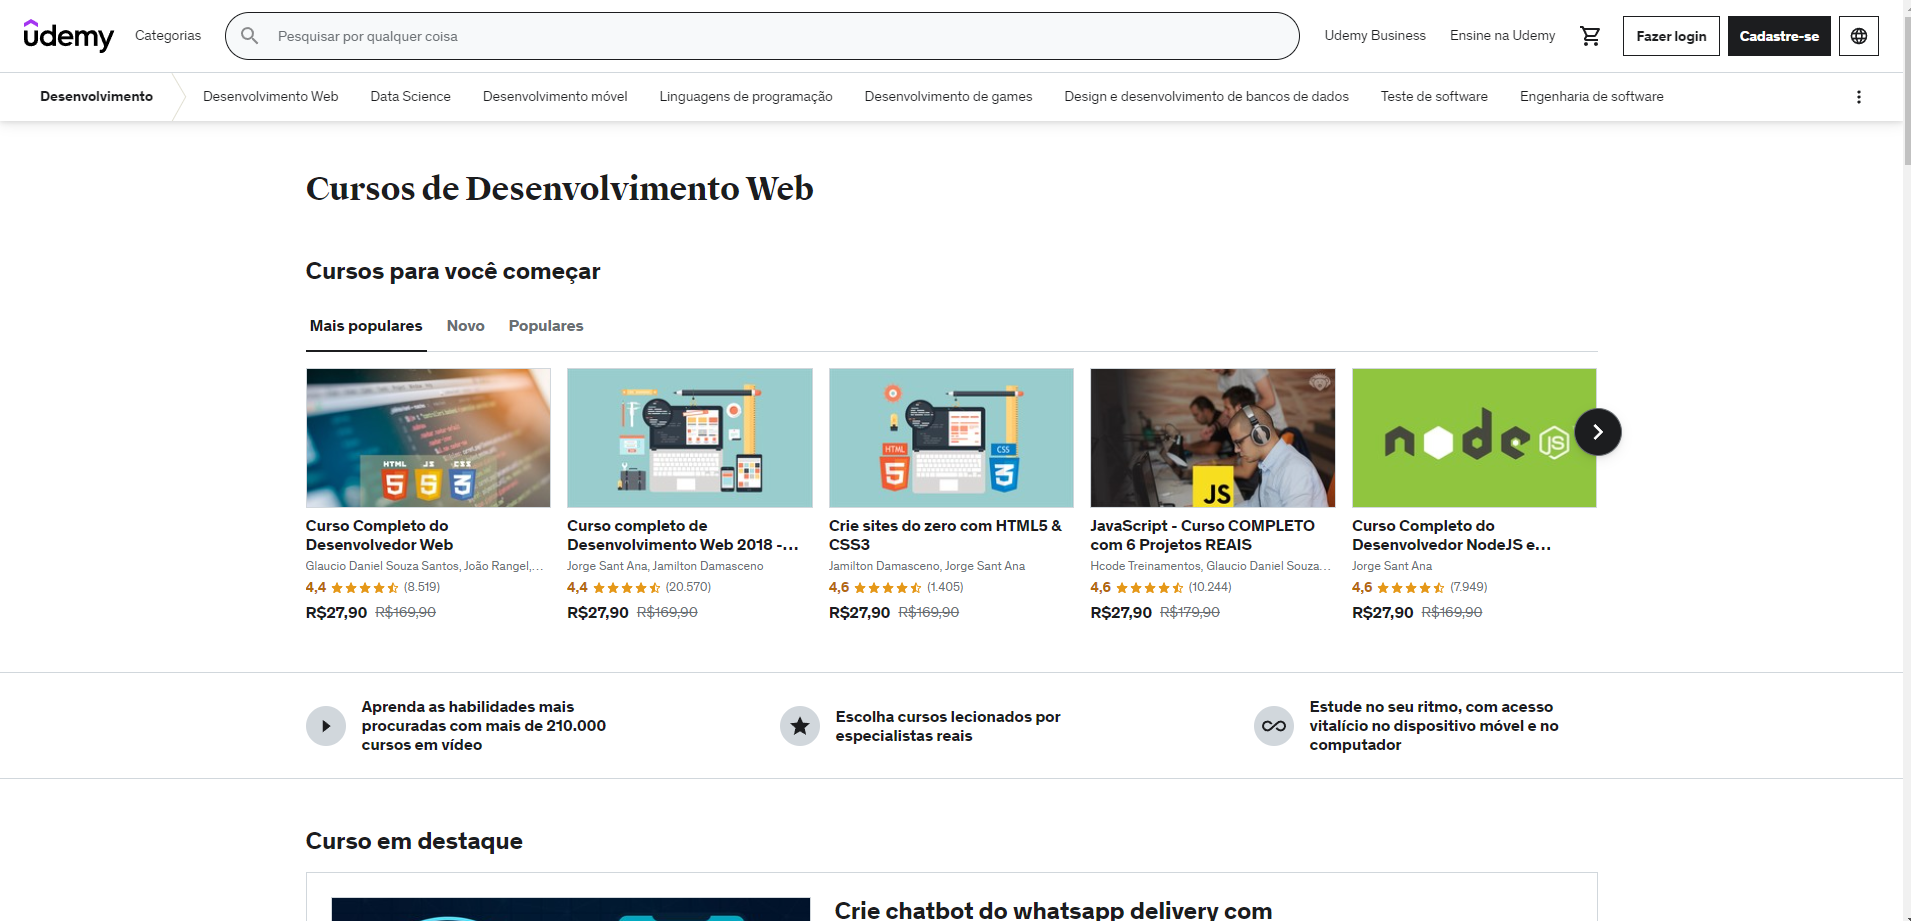 udemy
Categorias
Pesquisar por qualquer coisa
Udemy Business
Ensine na Udemy
Fazer login
Cadastre-se
Desenvolvimento
Desenvolvimento Web
Data Science
Desenvolvimento móvel
Linguagens de programação
Desenvolvimento de games
Design e desenvolvimento de bancos de dados
Teste de software
Engenharia de software
Cursos de Desenvolvimento Web
Cursos para você começar
Mais populares
Novo
Populares
HTML JS CSS
5 5 3
Curso Completo do
Desenvolvedor Web
Glaucio Daniel Souza Santos, João Rangel,...
4,4 (8.519)
R$27,90 R$169,90
Curso completo de
Desenvolvimento Web 2018 -...
Jorge Sant Ana, Jamilton Damasceno
4,4 (20.570)
R$27,90 R$169,90
HTML
5
CSS
3
Crie sites do zero com HTML5 &
CSS3
Jamilton Damasceno, Jorge Sant Ana
4,6 (1.405)
R$27,90 R$169,90
JS
JavaScript - Curso COMPLETO
com 6 Projetos REAIS
Hcode Treinamentos, Glaucio Daniel Souza...
4,6 (10.244)
R$27,90 R$179,90
node JS
Curso Completo do
Desenvolvedor NodeJS e...
Jorge Sant Ana
4,6 (7.949)
R$27,90 R$169,90
Aprenda as habilidades mais
procuradas com mais de 210.000
cursos em vídeo
Escolha cursos lecionados por
especialistas reais
Estude no seu ritmo, com acesso
vitalício no dispositivo móvel e no
computador
Curso em destaque
Crie chatbot do whatsapp delivery com